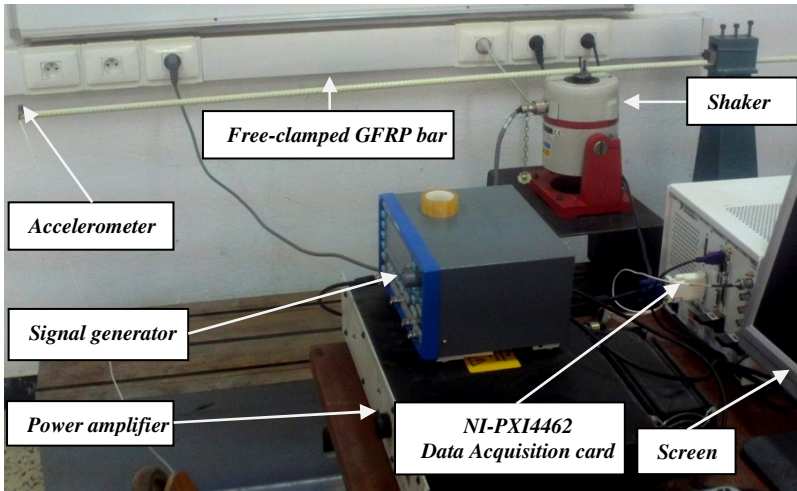 Shaker
Free-clamped GFRP bar
Accelerometer
Signal generator
Power amplifier
NI-PXI4462
Data Acquisition card
Screen